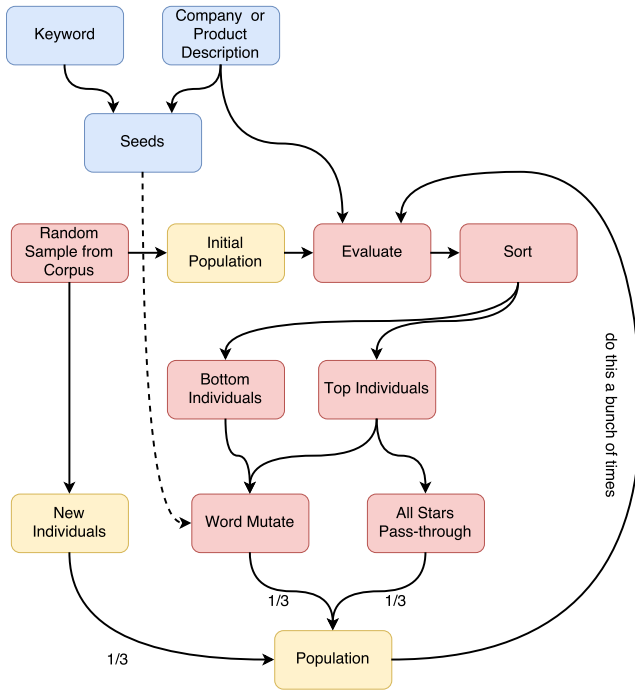 Keyword
Company or
Product
Description
Seeds
Random
Sample from
Corpus
Initial
Population
Evaluate
Sort
Bottom
Individuals
Top Individuals
do this a bunch of times
New
Individuals
Word Mutate
All Stars
Pass-through
1/3
1/3
1/3
Population